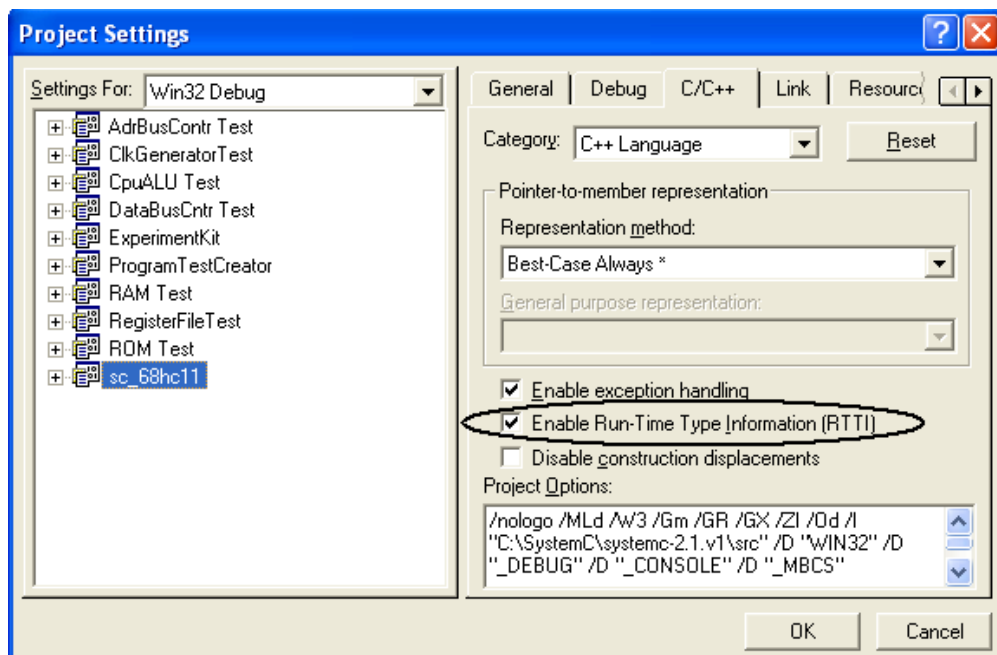 Project Settings
Settings For: Win32 Debug
AdrBusContr Test
ClkGeneratorTest
CpuALU Test
DataBusCntr Test
ExperimentKit
ProgramTestCreator
RAM Test
RegisterFileTest
ROM Test
sc_68hc11
General Debug C/C++ Link Resourc
Category: C++ Language Reset
Pointer-to-member representation
Representation method:
Best-Case Always *
General purpose representation:
Enable exception handling
Enable Run-Time Type Information (RTTI)
Disable construction displacements
Project Options:
/nologo /MLd /W3 /Gm /GR /GX /ZI /Od /I
"C:\SystemC\systemc-2.1.v1\src" /D "WIN32" /D
"_DEBUG" /D "_CONSOLE" /D "_MBCS"
OK Cancel